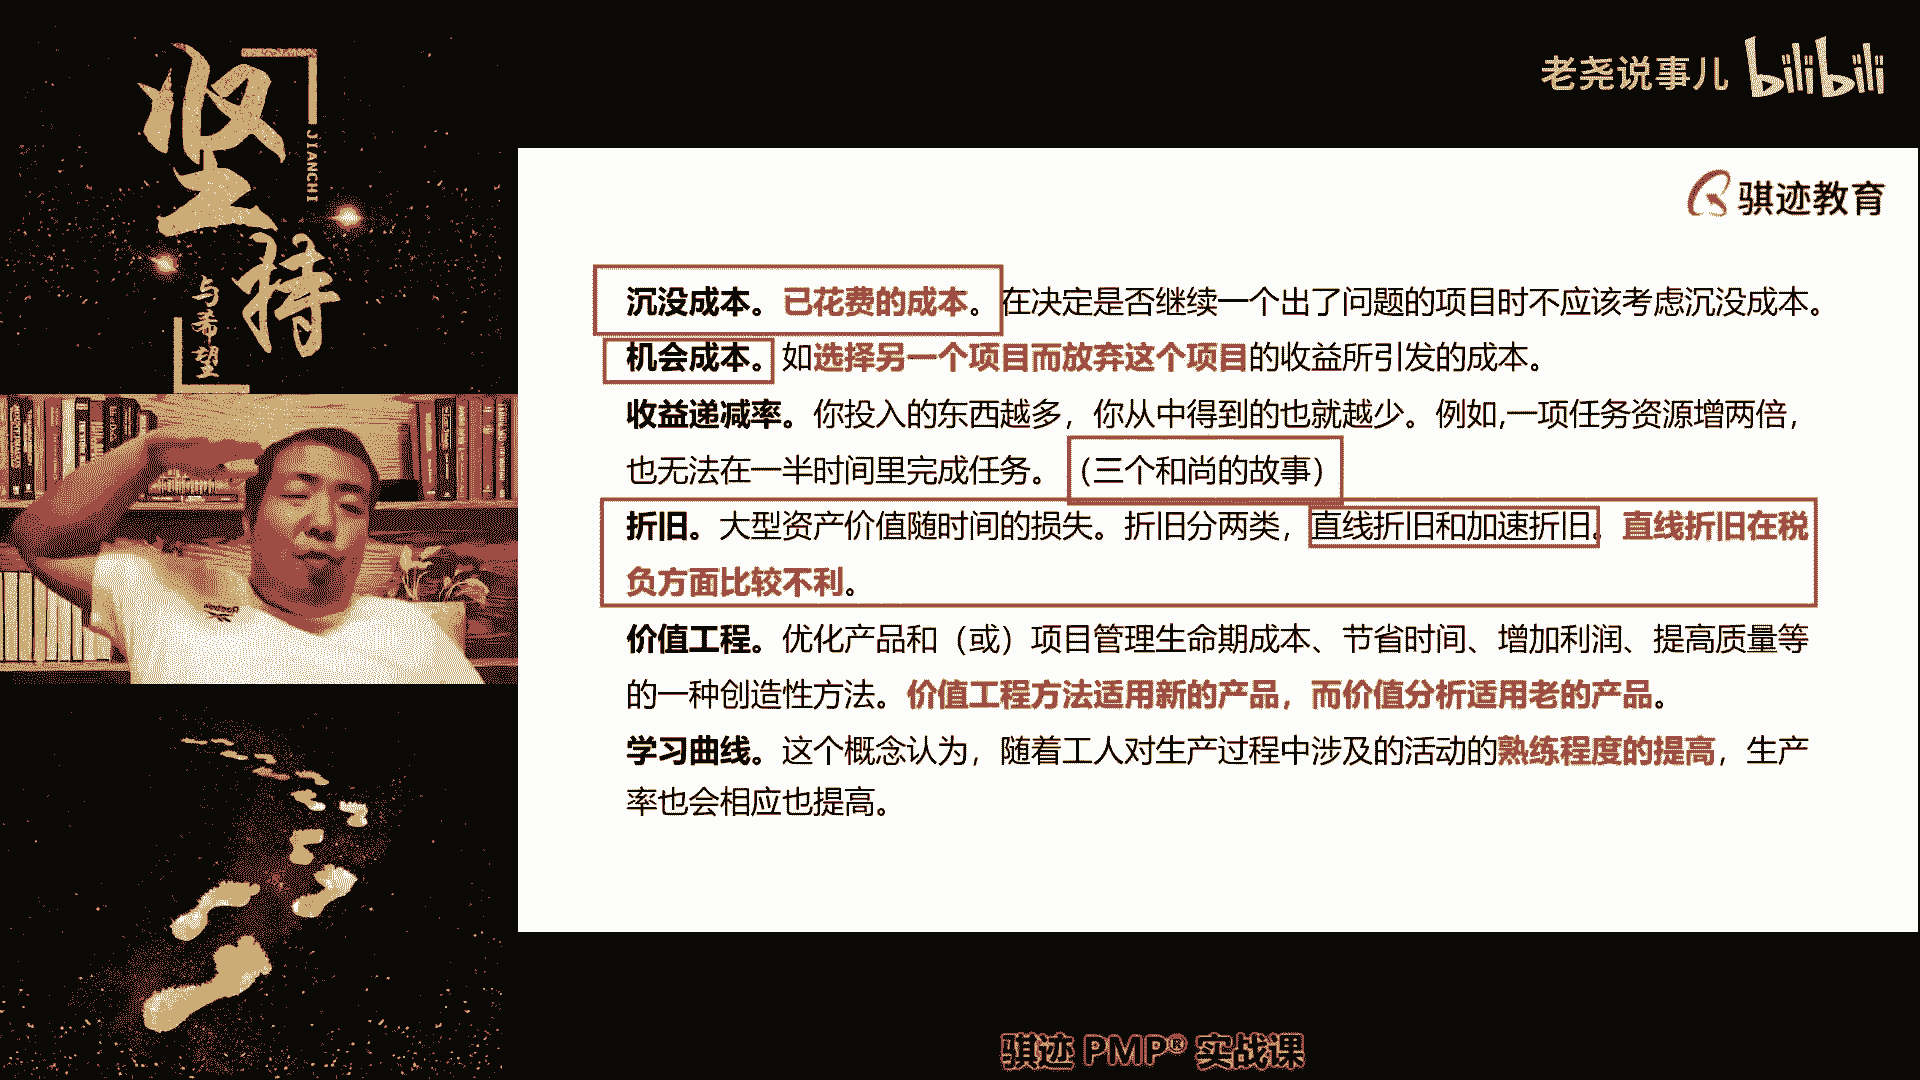 坚持
JIANCHI
与希望
老尧说事儿 bilibili
骐迹教育
沉没成本。已花费的成本。在决定是否继续一个出了问题的项目时不应该考虑沉没成本。
机会成本。如选择另一个项目而放弃这个项目的收益所引发的成本。
收益递减率。你投入的东西越多，你从中得到的也就越少。例如,一项任务资源增两倍，
也无法在一半时间里完成任务。（三个和尚的故事）
折旧。大型资产价值随时间的损失。折旧分两类，直线折旧和加速折旧。直线折旧在税
负方面比较不利。
价值工程。优化产品和（或）项目管理生命期成本、节省时间、增加利润、提高质量等
的一种创造性方法。价值工程方法适用新的产品，而价值分析适用老的产品。
学习曲线。这个概念认为，随着工人对生产过程中涉及的活动的熟练程度的提高，生产
率也会相应也提高。
Reebok
骐迹 PMP® 实战课